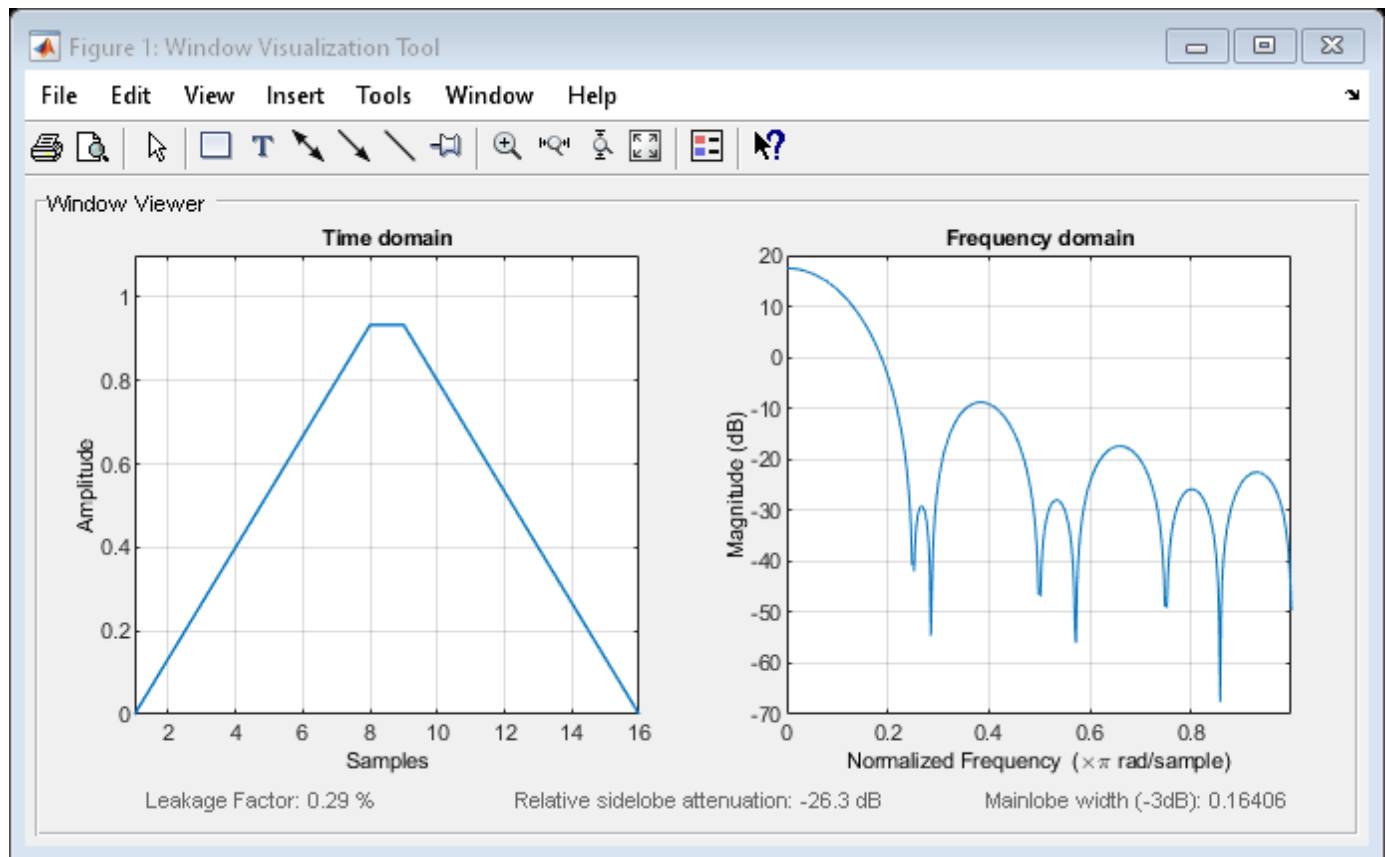 Figure 1: Window Visualization Tool
File Edit View Insert Tools Window Help
T
Window Viewer
Time domain
1
0.8
0.6
0.4
0.2
0
Amplitude
2 4 6 8 10 12 14 16
Samples
Frequency domain
20
10
0
-10
-20
-30
-40
-50
-60
-70
Magnitude (dB)
0 0.2 0.4 0.6 0.8
Normalized Frequency (×π rad/sample)
Leakage Factor: 0.29 % Relative sidelobe attenuation: -26.3 dB Mainlobe width (-3dB): 0.16406